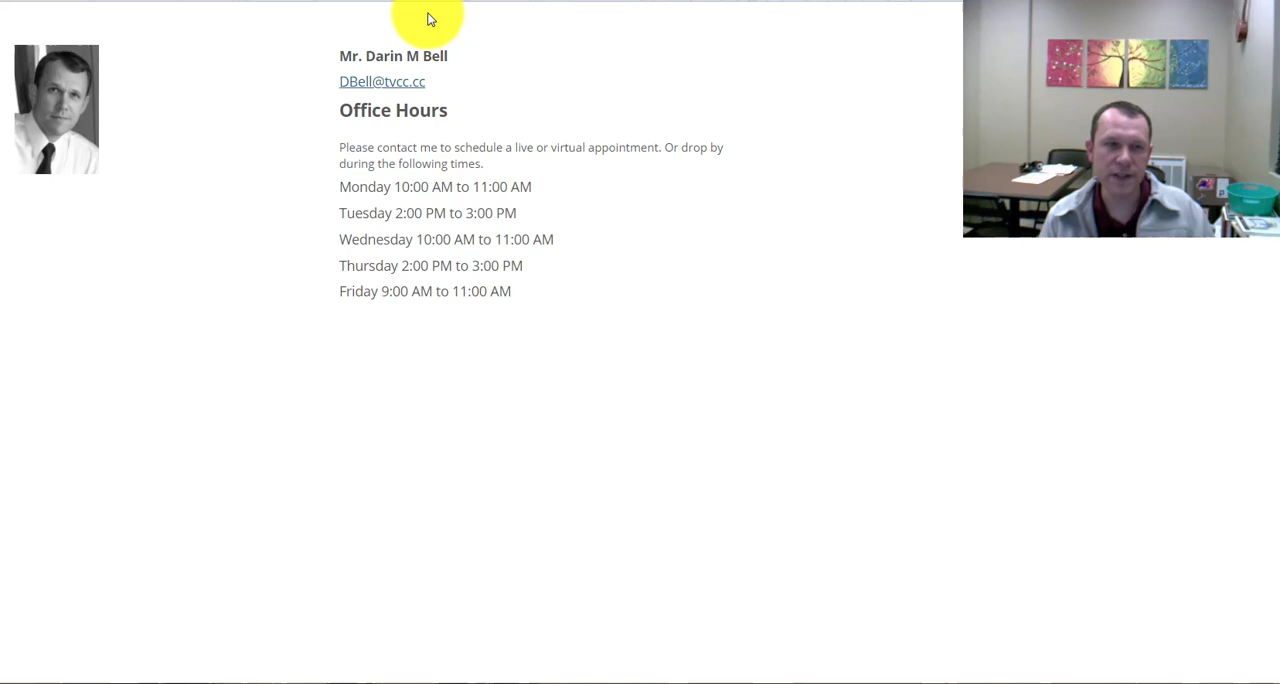 Mr. Darin M Bell
DBell@tvcc.cc
Office Hours
Please contact me to schedule a live or virtual appointment. Or drop by
during the following times.
Monday 10:00 AM to 11:00 AM
Tuesday 2:00 PM to 3:00 PM
Wednesday 10:00 AM to 11:00 AM
Thursday 2:00 PM to 3:00 PM
Friday 9:00 AM to 11:00 AM